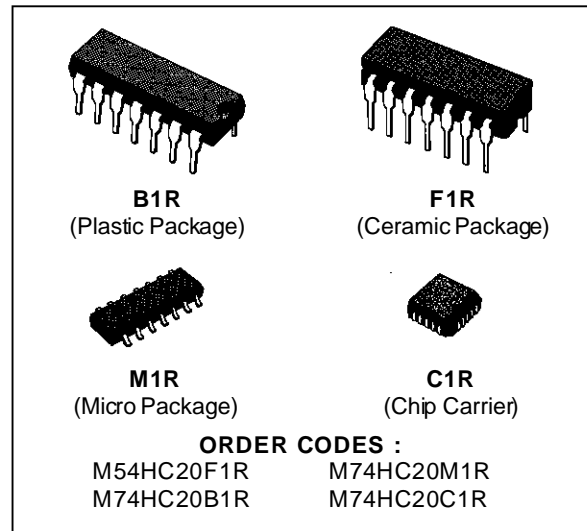 B1R
(Plastic Package)
F1R
(Ceramic Package)
M1R
(Micro Package)
C1R
(Chip Carrier)
ORDER CODES :
M54HC20F1R M74HC20M1R
M74HC20B1R M74HC20C1R